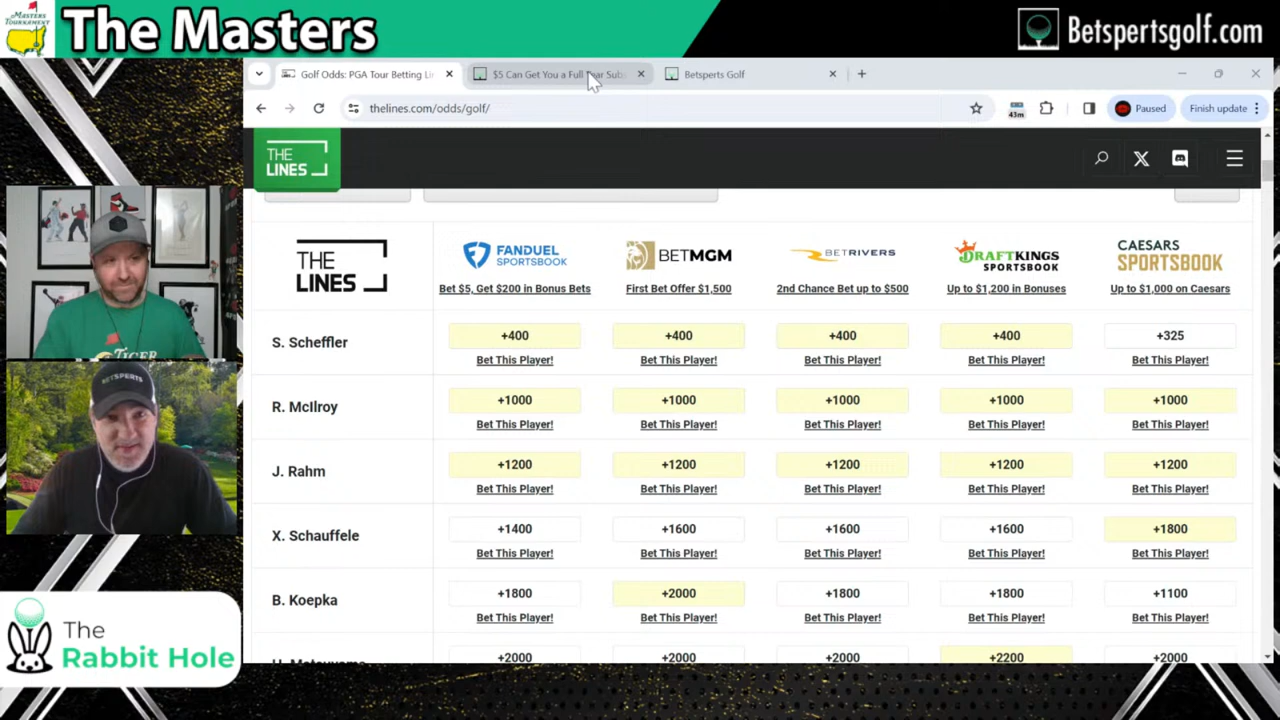 MASTERS
TOURNAMENT
The Masters
Betspertsgolf.com
Golf Odds: PGA Tour Betting Li
$5 Can Get You a Full Year Subs
Betsperts Golf
thelines.com/odds/golf/
43m
Paused
Finish update
THE
LINES
THE
LINES
FANDUEL
SPORTSBOOK
BETMGM
BETRIVERS
DRAFTKINGS
SPORTSBOOK
CAESARS
SPORTSBOOK
Bet $5, Get $200 in Bonus Bets
First Bet Offer $1,500
2nd Chance Bet up to $500
Up to $1,200 in Bonuses
Up to $1,000 on Caesars
S. Scheffler
+400 +400 +400 +400 +325
Bet This Player! Bet This Player! Bet This Player! Bet This Player! Bet This Player!
R. McIlroy
+1000 +1000 +1000 +1000 +1000
Bet This Player! Bet This Player! Bet This Player! Bet This Player! Bet This Player!
J. Rahm
+1200 +1200 +1200 +1200 +1200
Bet This Player! Bet This Player! Bet This Player! Bet This Player! Bet This Player!
X. Schauffele
+1400 +1600 +1600 +1600 +1800
Bet This Player! Bet This Player! Bet This Player! Bet This Player! Bet This Player!
B. Koepka
+1800 +2000 +1800 +1800 +1100
Bet This Player! Bet This Player! Bet This Player! Bet This Player! Bet This Player!
+2000 +2000 +2000 +2200 +2000
TIGER
BETSPERTS
The
Rabbit Hole